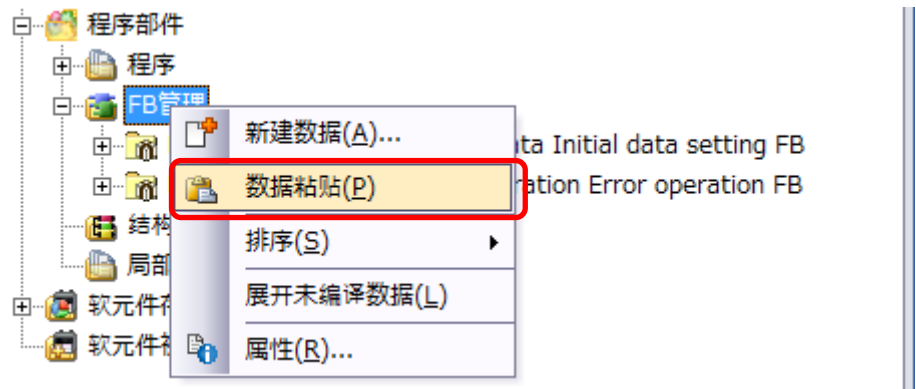 程序部件
程序
FB管理
新建数据(A)...
ta Initial data setting FB
数据粘贴(P)
ration Error operation FB
结构
排序(S)
局部
展开未编译数据(L)
软元件存
软元件初
属性(R)...